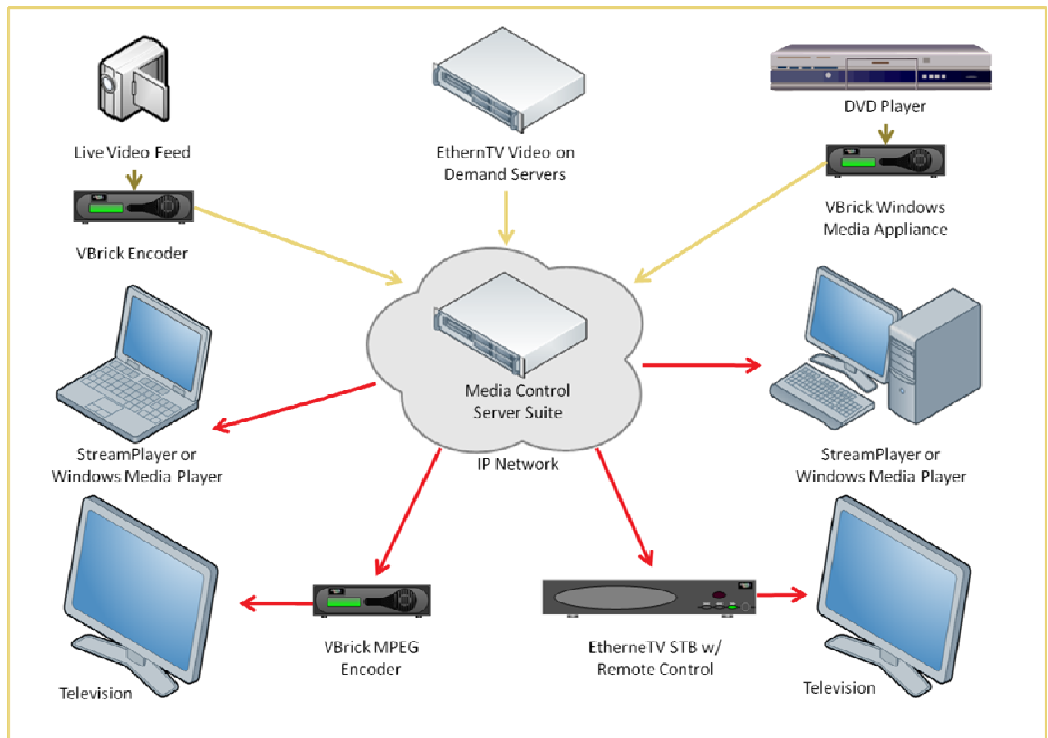 Live Video Feed
EthernTV Video on
Demand Servers
DVD Player
VBrick Encoder
VBrick Windows
Media Appliance
Media Control
Server Suite
IP Network
StreamPlayer or
Windows Media Player
StreamPlayer or
Windows Media Player
VBrick MPEG
Encoder
EtherneTV STB w/
Remote Control
Television
Television